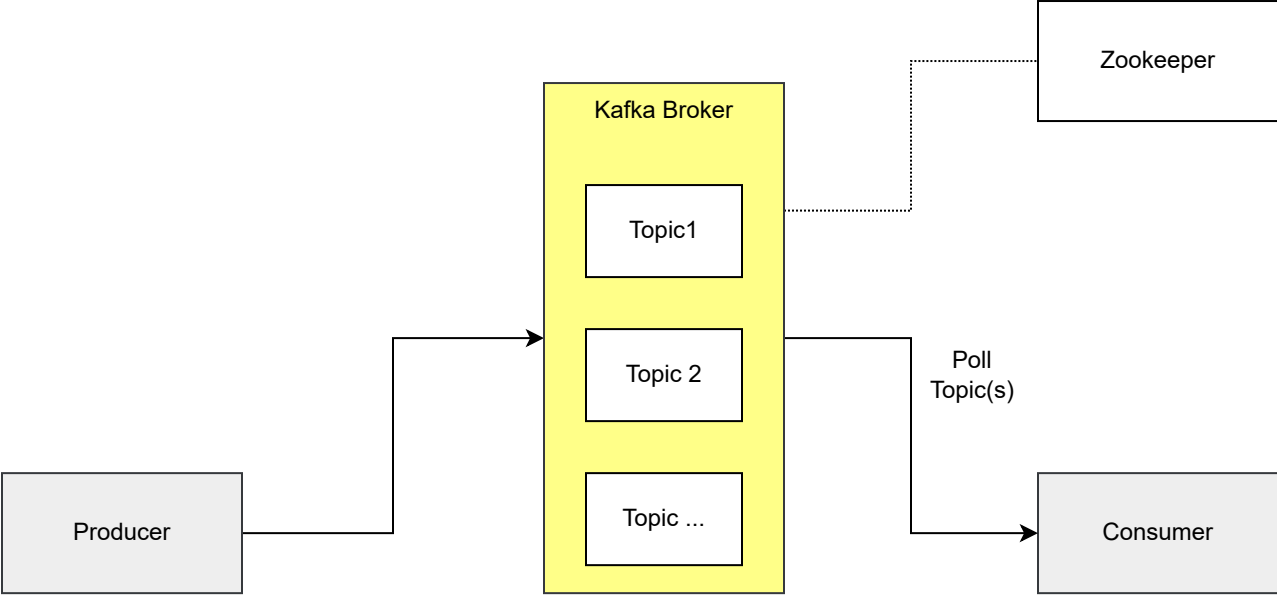 Zookeeper
Kafka Broker
Topic1
Topic 2
Topic ...
Poll
Topic(s)
Producer
Consumer